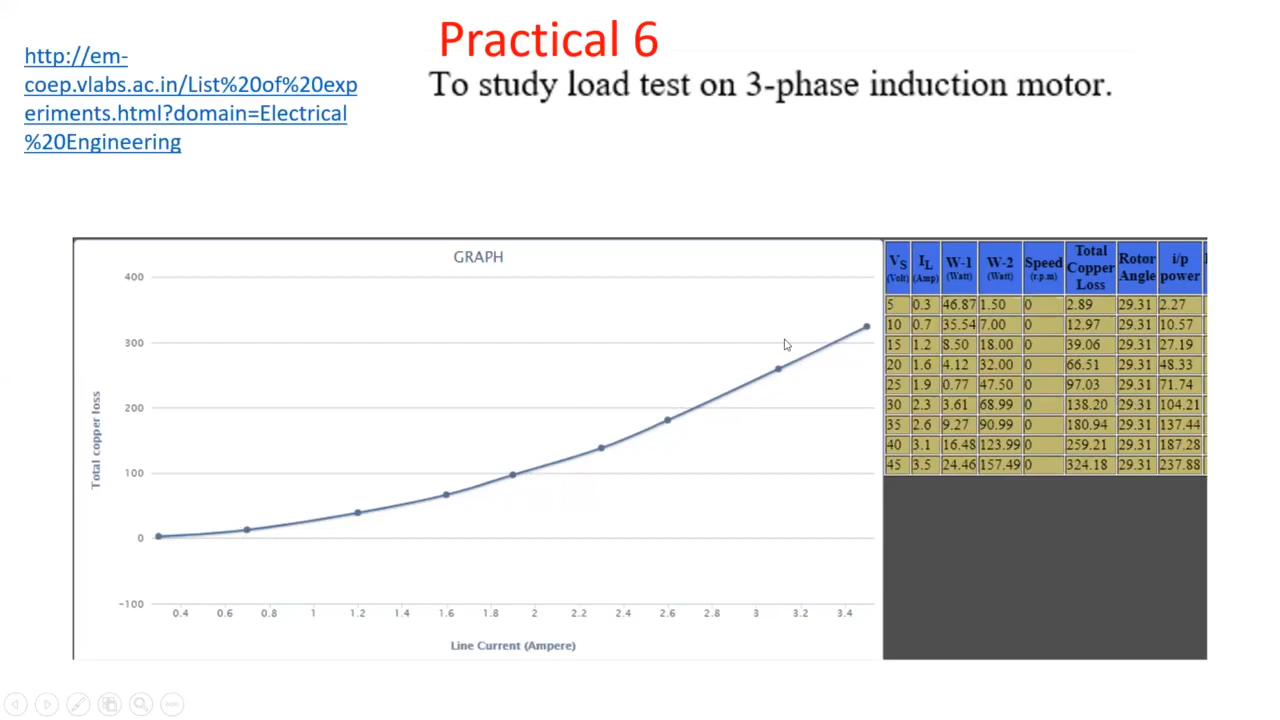 Practical 6
http://em-
coep.vlabs.ac.in/List%20of%20exp
eriments.html?domain=Electrical
%20Engineering
To study load test on 3-phase induction motor.
GRAPH
400
300
200
100
0
-100
Total copper loss
0.4 0.6 0.8 1 1.2 1.4 1.6 1.8 2 2.2 2.4 2.6 2.8 3 3.2 3.4
Line Current (Ampere)
VS (Volt) IL (Amp) W-1 (Watt) W-2 (Watt) Speed (r.p.m) Total Copper Loss Rotor Angle i/p power
5 0.3 46.87 1.50 0 2.89 29.31 2.27
10 0.7 35.54 7.00 0 12.97 29.31 10.57
15 1.2 8.50 18.00 0 39.06 29.31 27.19
20 1.6 4.12 32.00 0 66.51 29.31 48.33
25 1.9 0.77 47.50 0 97.03 29.31 71.74
30 2.3 3.61 68.99 0 138.20 29.31 104.21
35 2.6 9.27 90.99 0 180.94 29.31 137.44
40 3.1 16.48 123.99 0 259.21 29.31 187.28
45 3.5 24.46 157.49 0 324.18 29.31 237.88